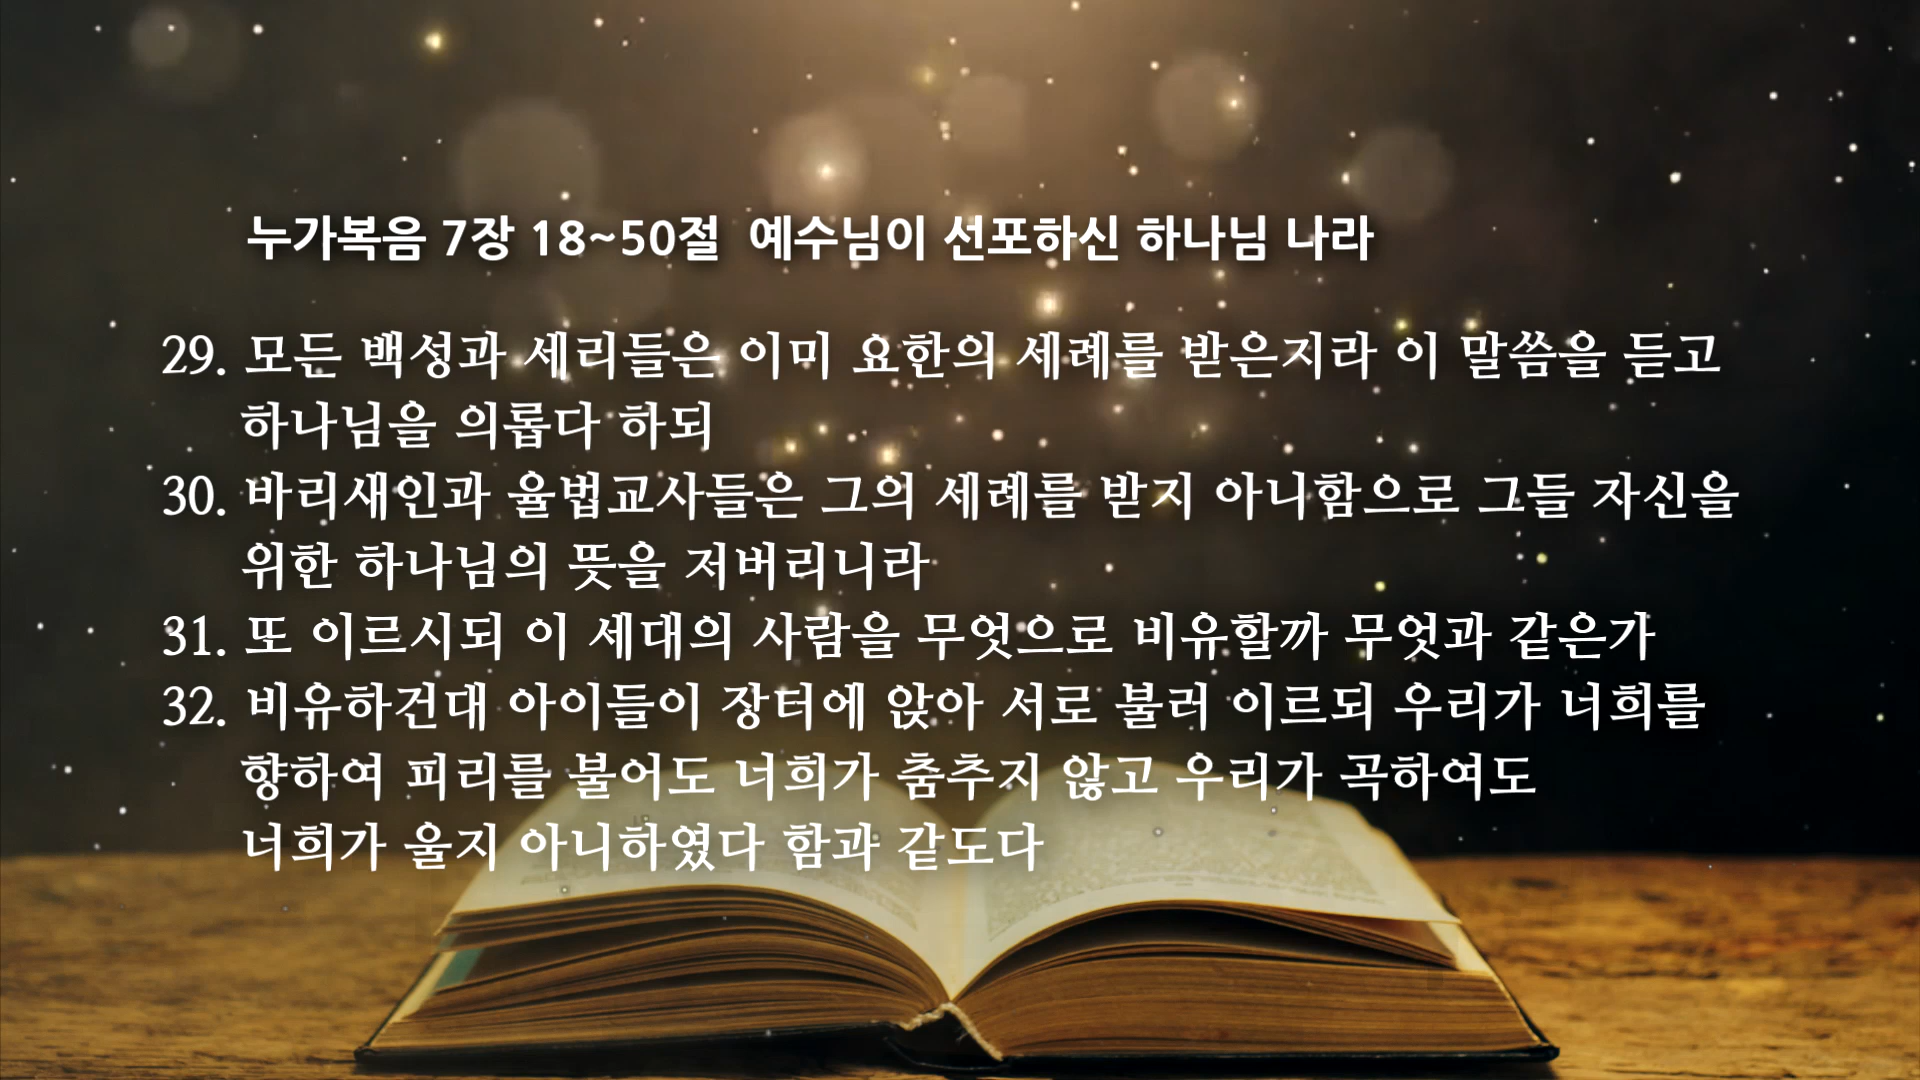 누가복음 7장 18~50절  예수님이 선포하신 하나님 나라
29. 모든 백성과 세리들은 이미 요한의 세례를 받은지라 이 말씀을 듣고
하나님을 의롭다 하되
30. 바리새인과 율법교사들은 그의 세례를 받지 아니함으로 그들 자신을
위한 하나님의 뜻을 저버리니라
31. 또 이르시되 이 세대의 사람을 무엇으로 비유할까 무엇과 같은가
32. 비유하건대 아이들이 장터에 앉아 서로 불러 이르되 우리가 너희를
향하여 피리를 불어도 너희가 춤추지 않고 우리가 곡하여도
너희가 울지 아니하였다 함과 같도다